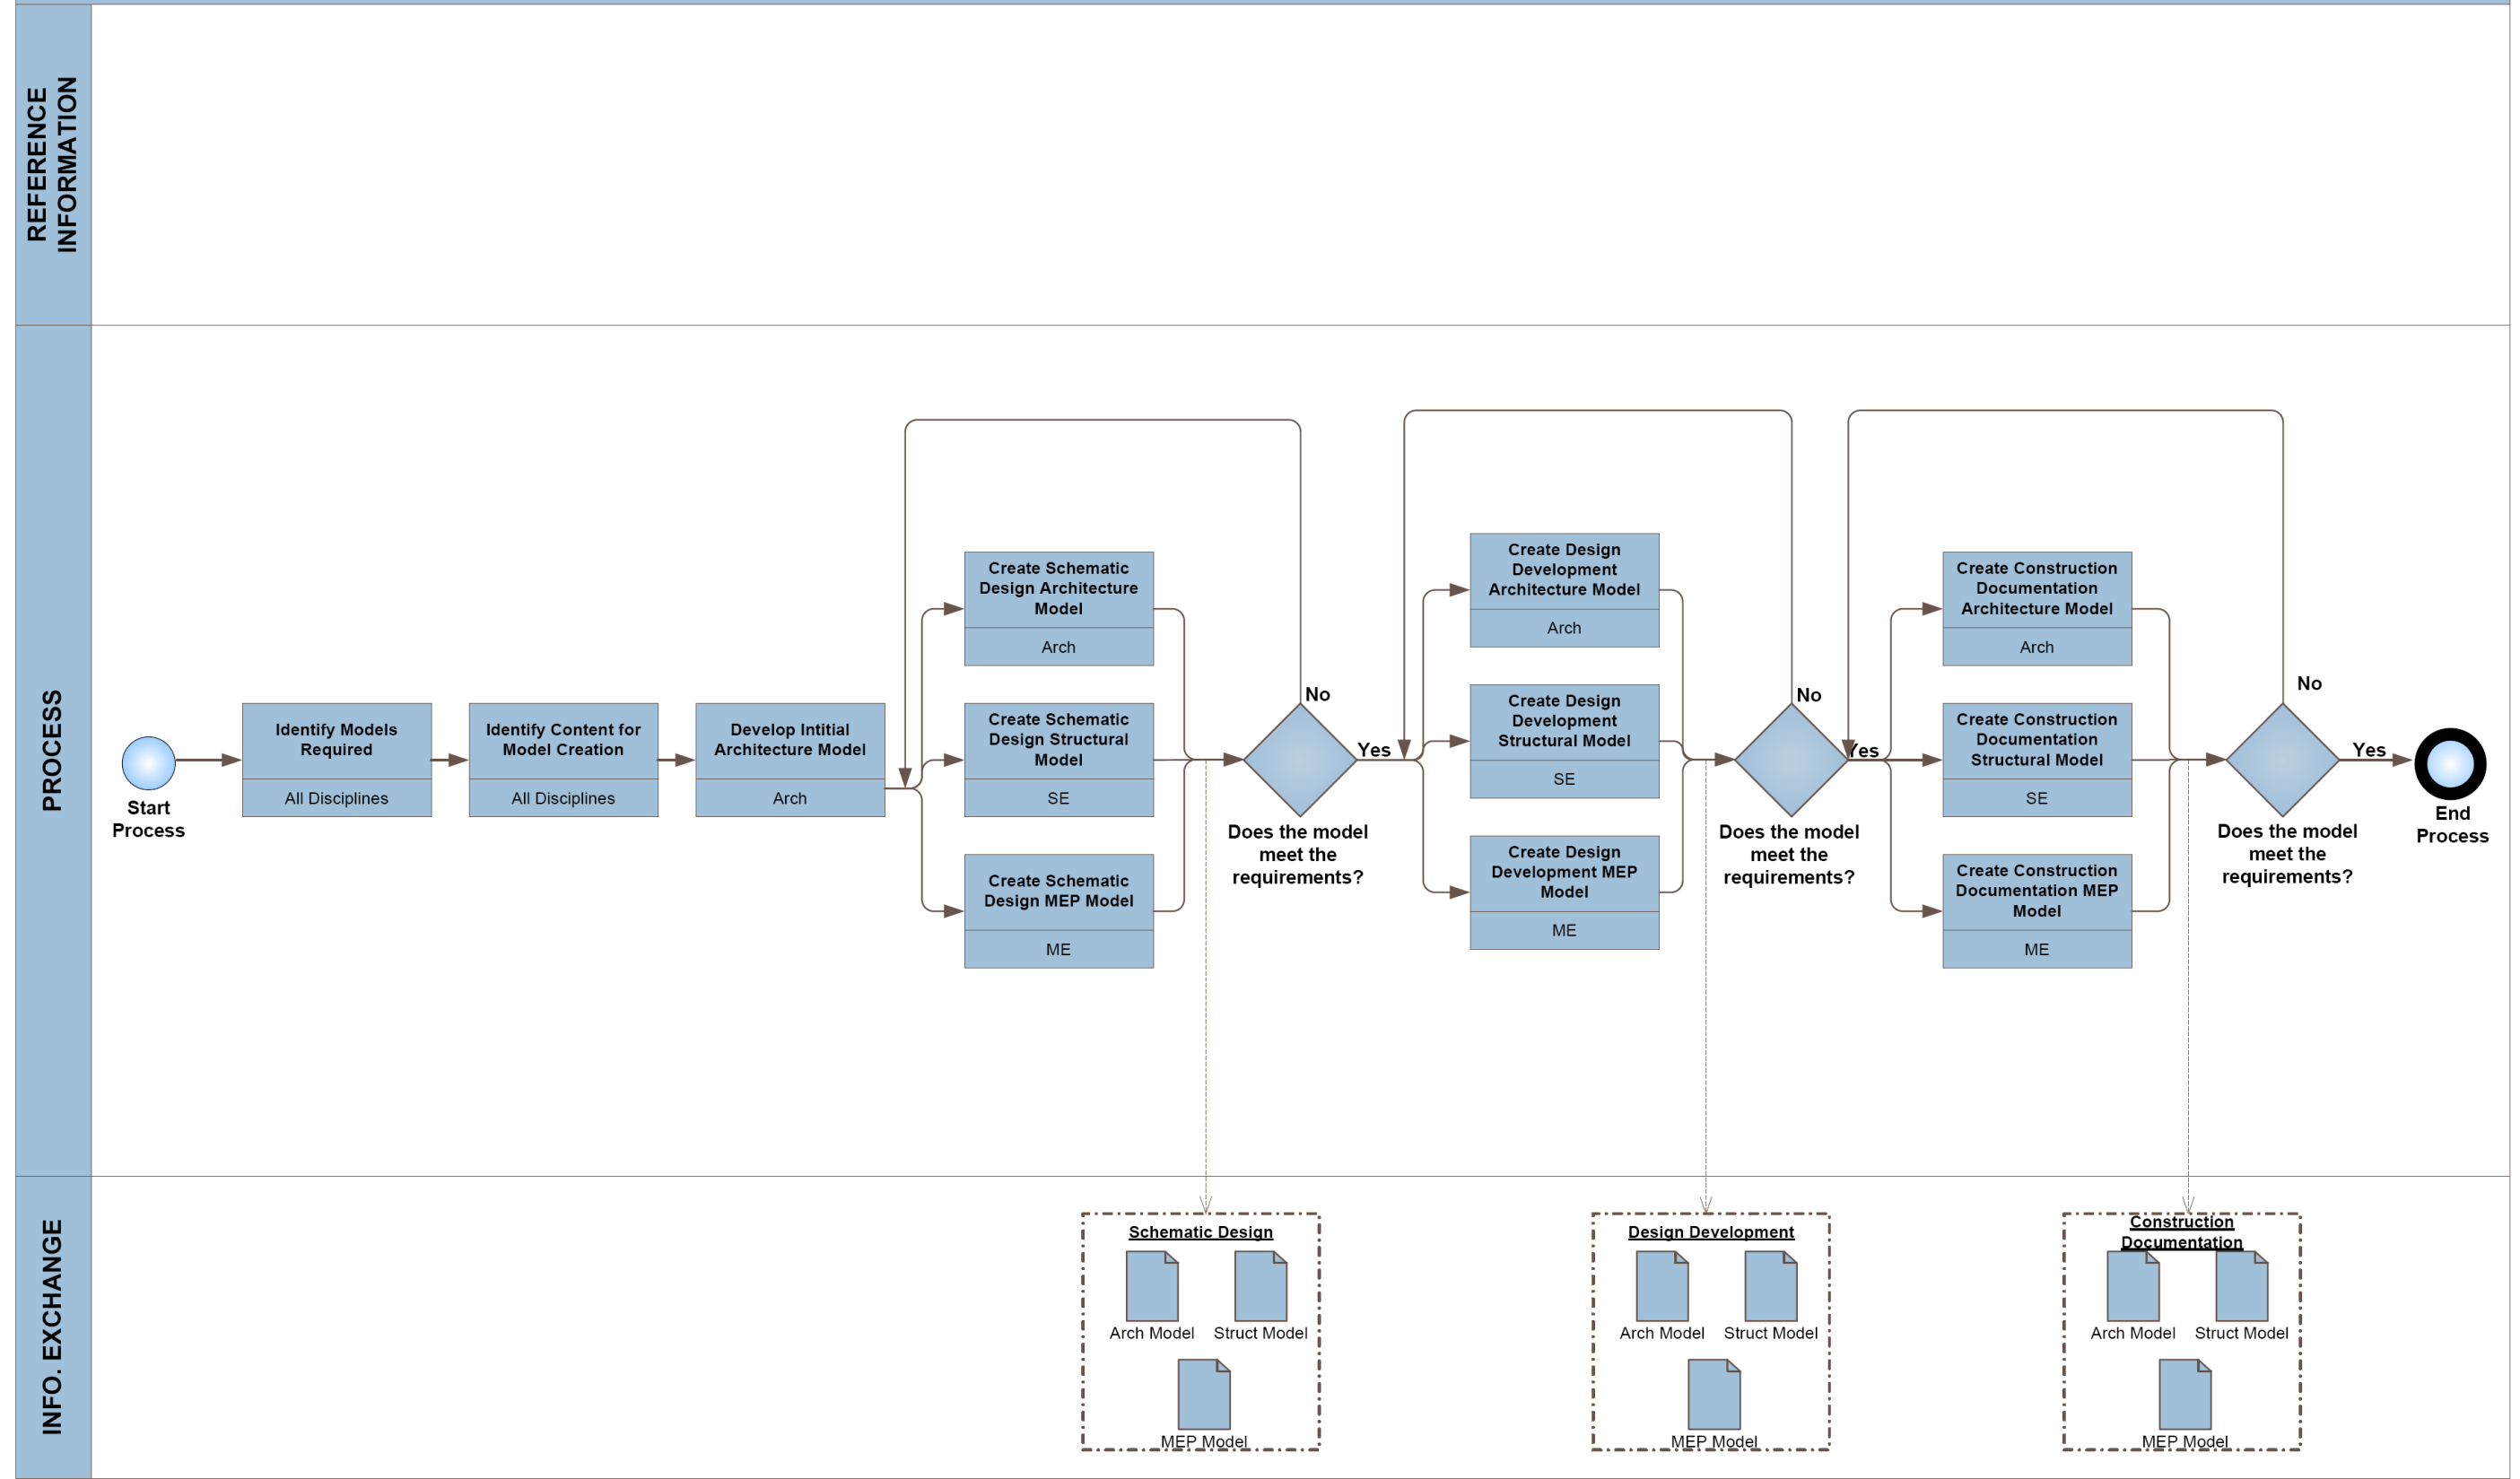 REFERENCE
INFORMATION
PROCESS
Start
Process
Identify Models
Required
All Disciplines
Identify Content for
Model Creation
All Disciplines
Develop Intitial
Architecture Model
Arch
Create Schematic
Design Architecture
Model
Arch
Create Schematic
Design Structural
Model
SE
Create Schematic
Design MEP Model
ME
No
Yes
Does the model
meet the
requirements?
Create Design
Development
Architecture Model
Arch
Create Design
Development
Structural Model
SE
Create Design
Development MEP
Model
ME
No
Yes
Does the model
meet the
requirements?
Create Construction
Documentation
Architecture Model
Arch
Create Construction
Documentation
Structural Model
SE
Create Construction
Documentation MEP
Model
ME
No
Yes
Does the model
meet the
requirements?
End
Process
INFO. EXCHANGE
Schematic Design
Arch Model
Struct Model
MEP Model
Design Development
Arch Model
Struct Model
MEP Model
Construction
Documentation
Arch Model
Struct Model
MEP Model